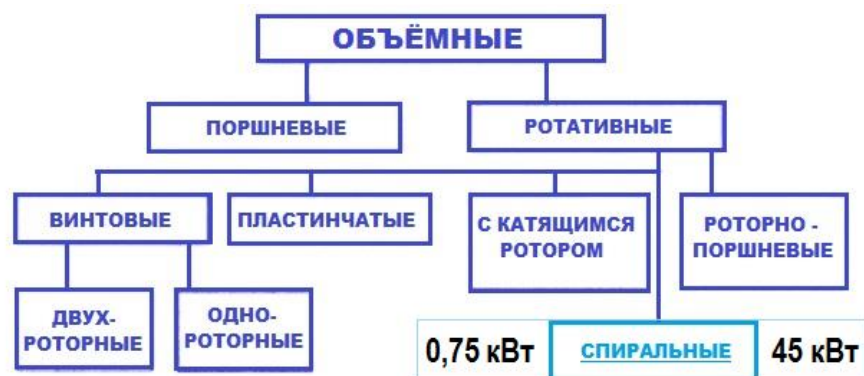 ОБЪЁМНЫЕ
ПОРШНЕВЫЕ
РОТАТИВНЫЕ
ВИНТОВЫЕ
ПЛАСТИНЧАТЫЕ
С КАТЯЩИМСЯ
РОТОРОМ
РОТОРНО -
ПОРШНЕВЫЕ
ДВУХ-
РОТОРНЫЕ
ОДНО-
РОТОРНЫЕ
0,75 кВт
СПИРАЛЬНЫЕ
45 кВт